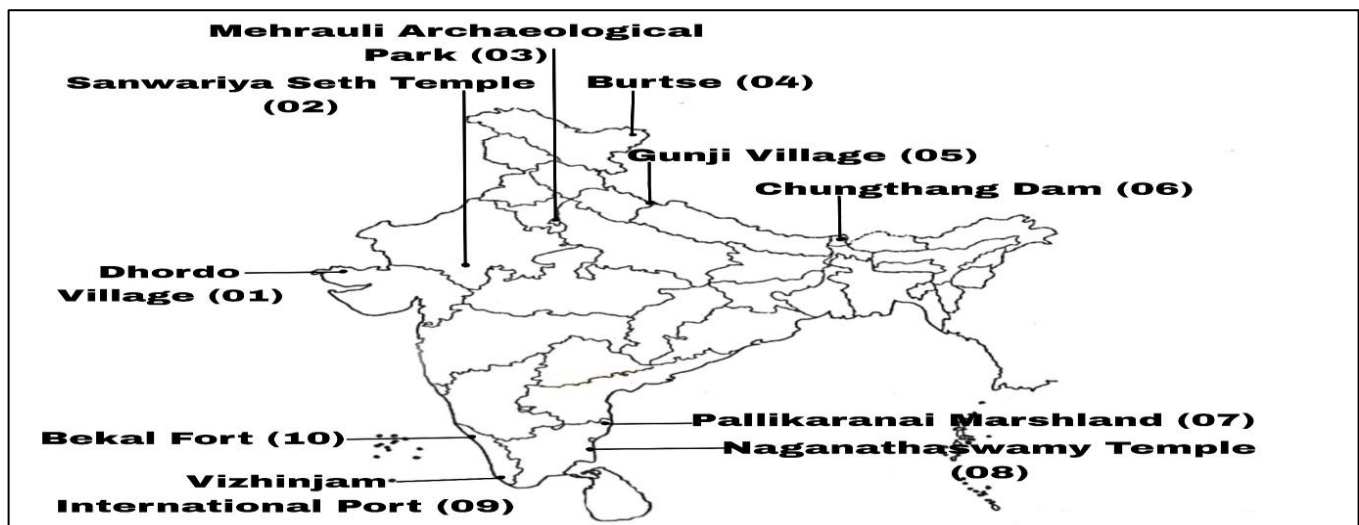 Mehrauli Archaeological
Park (03)
Sanwariya Seth Temple
(02)
Burtse (04)
Gunji Village (05)
Chungthang Dam (06)
Dhordo
Village (01)
Pallikaranai Marshland (07)
Bekal Fort (10)
Naganathaswamy Temple
(08)
Vizhinjam
International Port (09)